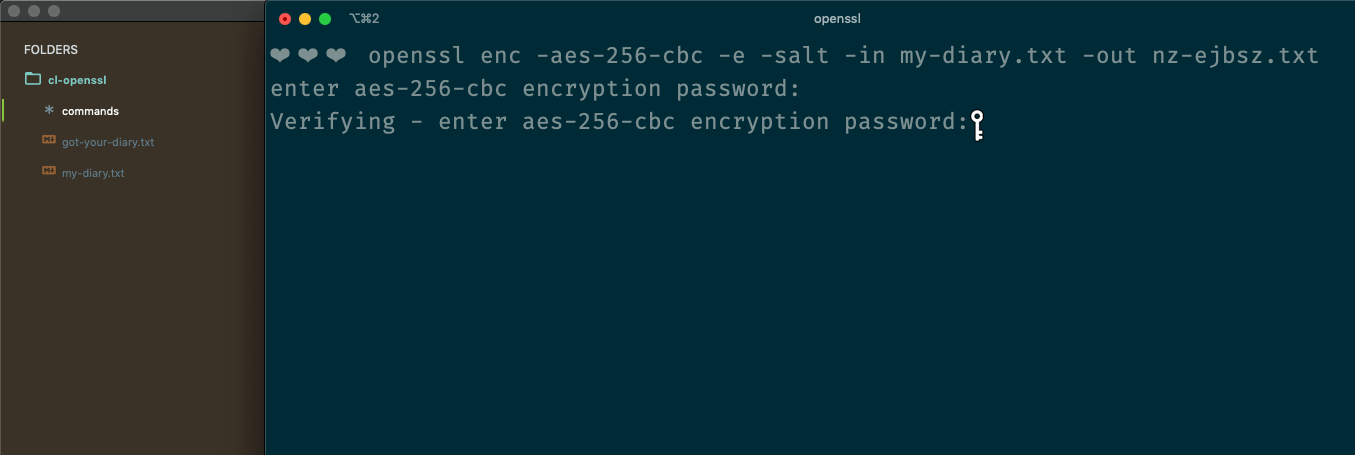 FOLDERS
cl-openssl
* commands
got-your-diary.txt
my-diary.txt
⌥⌘2
openssl
❤ ❤ ❤ openssl enc -aes-256-cbc -e -salt -in my-diary.txt -out nz-ejbsz.txt
enter aes-256-cbc encryption password:
Verifying - enter aes-256-cbc encryption password: